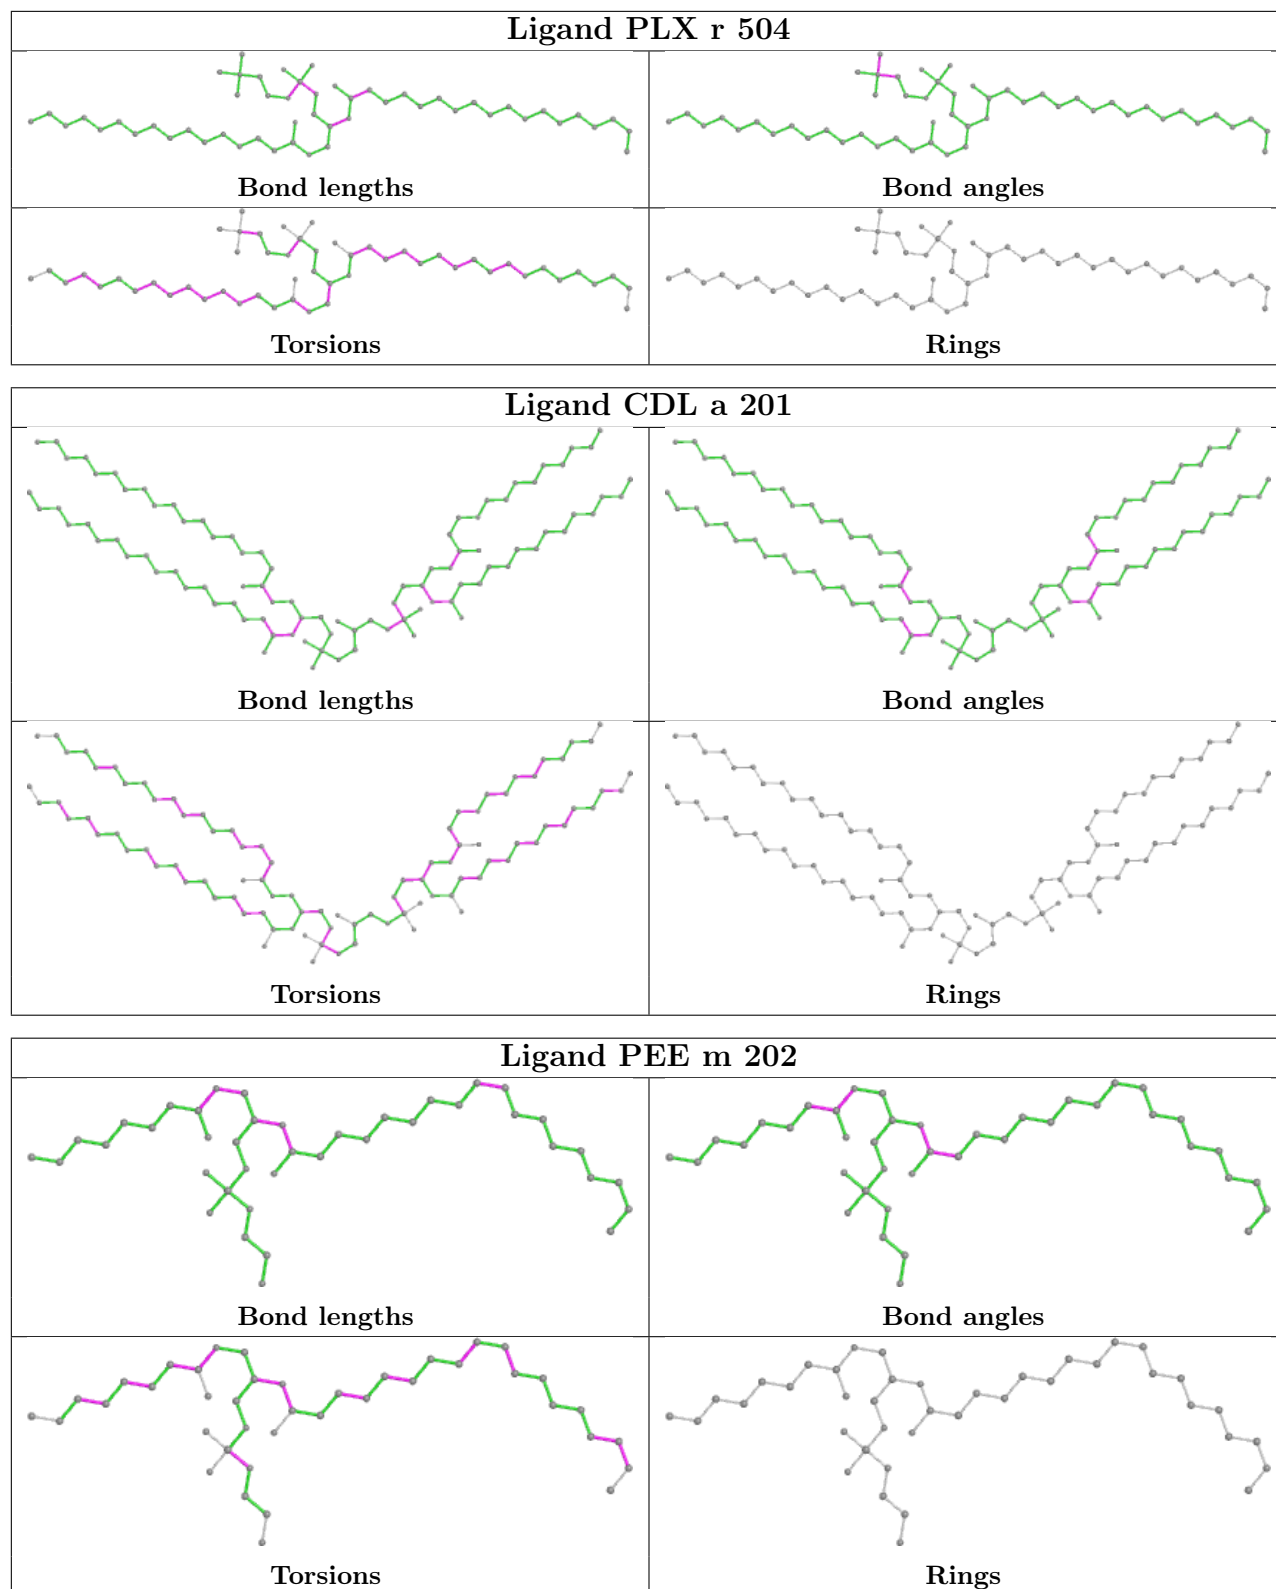 Ligand PLX r 504
Bond lengths
Bond angles
Torsions
Rings
Ligand CDL a 201
Bond lengths
Bond angles
Torsions
Rings
Ligand PEE m 202
Bond lengths
Bond angles
Torsions
Rings